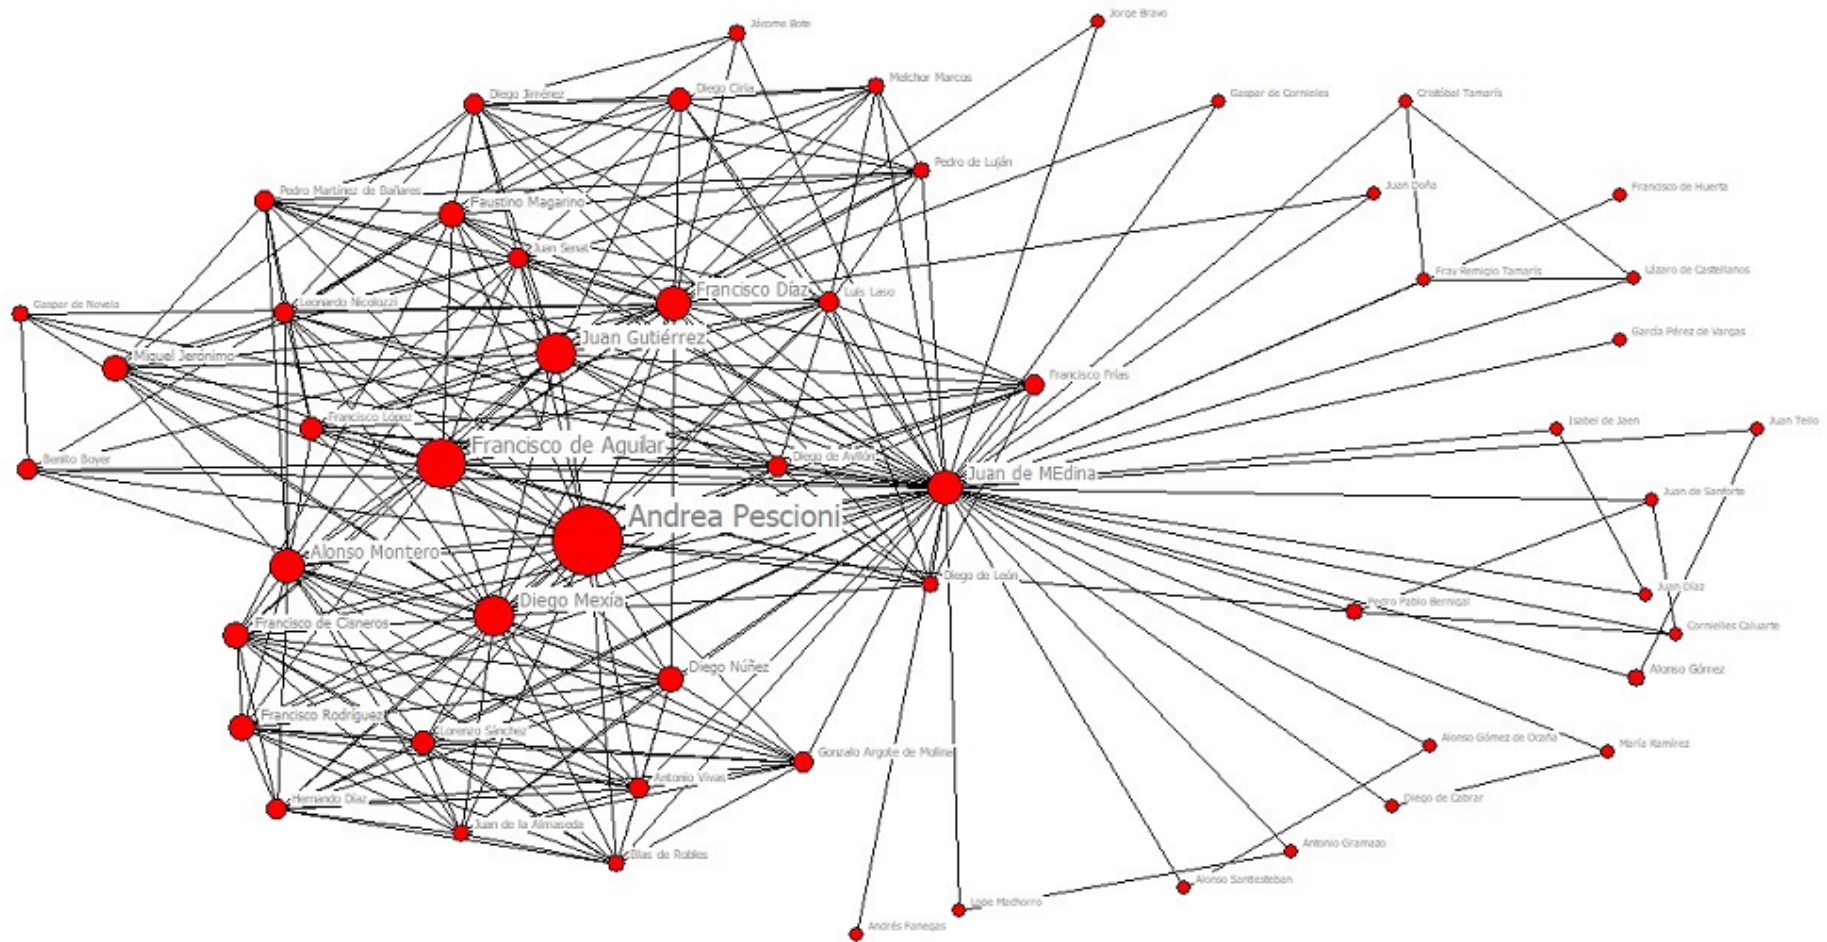 Jorge Bravo
Jácome Bote
Melchor Marcos
Diego Ciria
Diego Jiménez
Gaspar de Cornieles
Cristóbal Tamarís
Pedro de Luján
Juan Doña
Francisco de Huerta
Pedro Martínez de Bañares
Faustino Magarino
Juan Senat
Fray Remigio Tamarís
Lázaro de Castellanos
Francisco Díaz
Luis Laso
Gaspar de Novela
Leonardo Nicolozzi
Juan Gutiérrez
García Pérez de Vargas
Miguel Jerónimo
Francisco Frías
Francisco López
Isabel de Jaen
Juan Tello
Francisco de Aguilar
Benito Boyer
Diego de Ayllón
Juan de MEdina
Juan de Sanforte
Andrea Pescioni
Alonso Montero
Diego de León
Juan Díaz
Diego Mexía
Pedro Pablo Bernigal
Francisco de Cisneros
Cornielles Caluarte
Diego Núñez
Alonso Gómez
Francisco Rodríguez
Lorenzo Sánchez
Gonzalo Argote de Molina
Alonso Gómez de Ocaña
María Ramírez
Antonio Vivas
Hernando Díaz
Diego de Cabrar
Juan de la Almaseda
Blas de Robles
Antonio Gramazo
Alonso Santiesteban
Lope Machorro
Andrés Fanegas